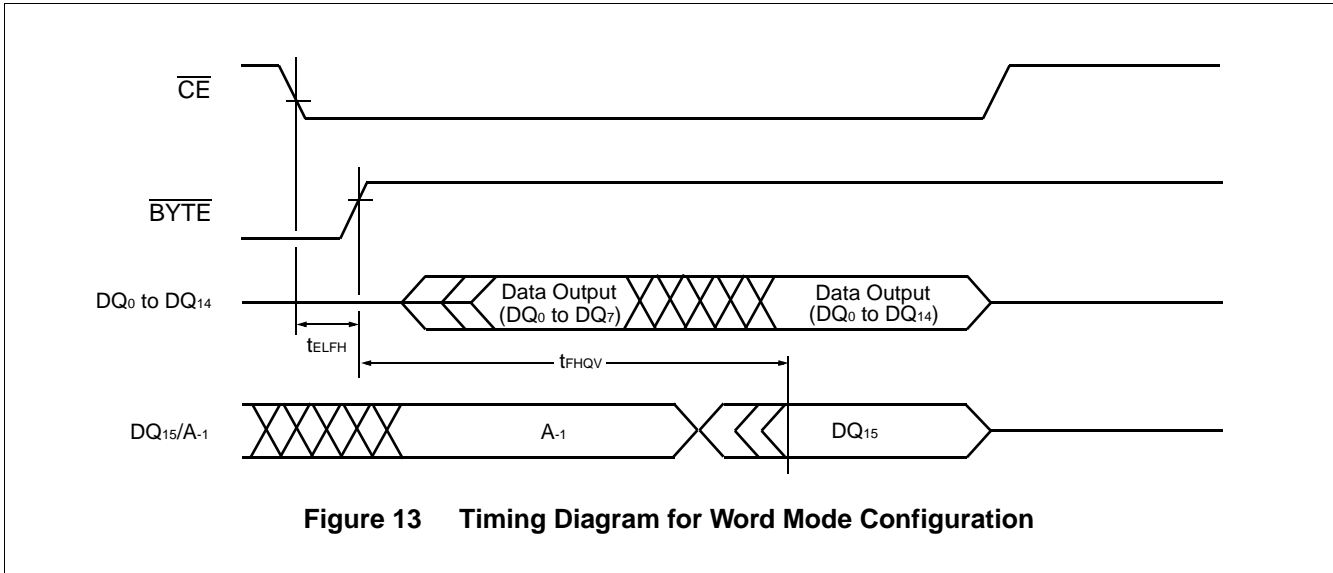 CE
BYTE
DQ0 to DQ14
Data Output
(DQ0 to DQ7)
Data Output
(DQ0 to DQ14)
tELFH
tFHQV
DQ15/A-1
A-1
DQ15
Figure 13 Timing Diagram for Word Mode Configuration